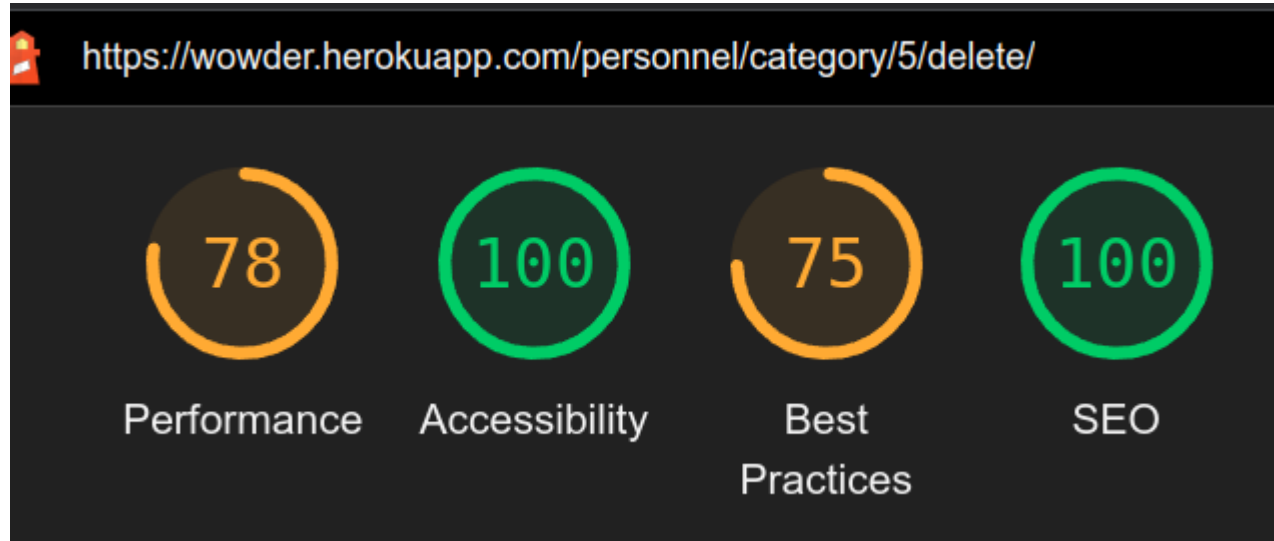 https://wowder.herokuapp.com/personnel/category/5/delete/
78
100
75
100
Performance
Accessibility
Best
Practices
SEO